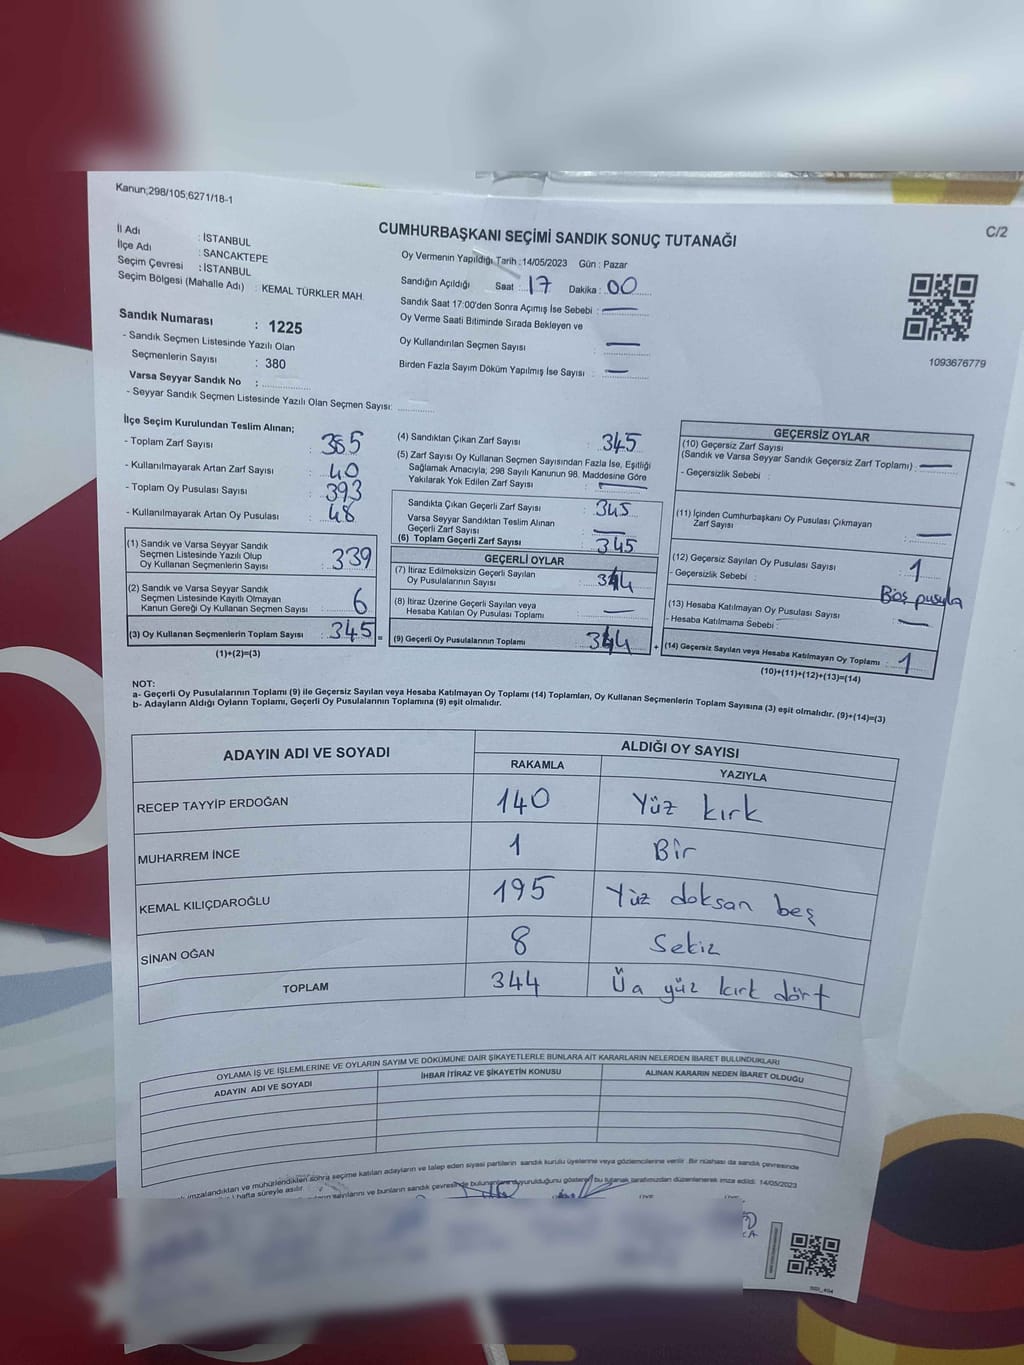 Kanun;298/105;6271/18-1
C/2
CUMHURBAŞKANI SEÇİMİ SANDIK SONUÇ TUTANAĞI
İl Adı : İSTANBUL
İlçe Adı : SANCAKTEPE
Seçim Çevresi : İSTANBUL
Seçim Bölgesi (Mahalle Adı) : KEMAL TÜRKLER MAH.
Sandık Numarası : 1225
- Sandık Seçmen Listesinde Yazılı Olan
Seçmenlerin Sayısı : 380
Varsa Seyyar Sandık No :
- Seyyar Sandık Seçmen Listesinde Yazılı Olan Seçmen Sayısı:
Oy Vermenin Yapıldığı Tarih :14/05/2023 Gün : Pazar
Sandığın Açıldığı Saat : 17 Dakika : 00
Sandık Saat 17:00'den Sonra Açımış İse Sebebi : —
Oy Verme Saati Bitiminde Sırada Bekleyen ve
Oy Kullandırılan Seçmen Sayısı : —
Birden Fazla Sayım Döküm Yapılmış İse Sayısı : —
1093676779
İlçe Seçim Kurulundan Teslim Alınan;
- Toplam Zarf Sayısı : 385
- Kullanılmayarak Artan Zarf Sayısı : 40
- Toplam Oy Pusulası Sayısı : 393
- Kullanılmayarak Artan Oy Pusulası : 48
(1) Sandık ve Varsa Seyyar Sandık
Seçmen Listesinde Yazılı Olup
Oy Kullanan Seçmenlerin Sayısı : 339
(2) Sandık ve Varsa Seyyar Sandık
Seçmen Listesinde Kayıtlı Olmayan
Kanun Gereği Oy Kullanan Seçmen Sayısı : 6
(3) Oy Kullanan Seçmenlerin Toplam Sayısı : 345 =
(1)+(2)=(3)
(4) Sandıktan Çıkan Zarf Sayısı : 345
(5) Zarf Sayısı Oy Kullanan Seçmen Sayısından Fazla İse, Eşitliği
Sağlamak Amacıyla; 298 Sayılı Kanunun 98. Maddesine Göre
Yakılarak Yok Edilen Zarf Sayısı : —
Sandıkta Çıkan Geçerli Zarf Sayısı : 345
Varsa Seyyar Sandıktan Teslim Alınan
Geçerli Zarf Sayısı : —
(6) Toplam Geçerli Zarf Sayısı : 345
GEÇERLİ OYLAR
(7) İtiraz Edilmeksizin Geçerli Sayılan
Oy Pusulalarının Sayısı : 344
(8) İtiraz Üzerine Geçerli Sayılan veya
Hesaba Katılan Oy Pusulası Toplamı : —
(9) Geçerli Oy Pusulalarının Toplamı : 344 +
GEÇERSİZ OYLAR
(10) Geçersiz Zarf Sayısı
(Sandık ve Varsa Seyyar Sandık Geçersiz Zarf Toplamı) : —
- Geçersizlik Sebebi :
(11) İçinden Cumhurbaşkanı Oy Pusulası Çıkmayan
Zarf Sayısı : —
(12) Geçersiz Sayılan Oy Pusulası Sayısı : 1
- Geçersizlik Sebebi : Boş pusula
(13) Hesaba Katılmayan Oy Pusulası Sayısı : —
- Hesaba Katılmama Sebebi :
(14) Geçersiz Sayılan veya Hesaba Katılmayan Oy Toplamı : 1
(10)+(11)+(12)+(13)=(14)
NOT:
a- Geçerli Oy Pusulalarının Toplamı (9) ile Geçersiz Sayılan veya Hesaba Katılmayan Oy Toplamı (14) Toplamları, Oy Kullanan Seçmenlerin Toplam Sayısına (3) eşit olmalıdır. (9)+(14)=(3)
b- Adayların Aldığı Oyların Toplamı, Geçerli Oy Pusulalarının Toplamına (9) eşit olmalıdır.
ADAYIN ADI VE SOYADI ALDIĞI OY SAYISI
RAKAMLA YAZIYLA
RECEP TAYYİP ERDOĞAN 140 Yüz kırk
MUHARREM İNCE 1 Bir
KEMAL KILIÇDAROĞLU 195 Yüz doksan beş
SİNAN OĞAN 8 Sekiz
TOPLAM 344 Üa yüz kırk dört
OYLAMA İŞ VE İŞLEMLERİNE VE OYLARIN SAYIM VE DÖKÜMÜNE DAİR ŞİKAYETLERLE BUNLARA AİT KARARLARIN NELERDEN İBARET BULUNDUKLARI
ADAYIN ADI VE SOYADI İHBAR İTİRAZ VE ŞİKAYETİN KONUSU ALINAN KARARIN NEDEN İBARET OLDUĞU
imzalandıktan ve mühürlendikten sonra seçime katılan adayların ve talep eden siyasi partilerin sandık kurulu üyelerine veya gözlemcilerine verilir. Bir nüshası da sandık çevresinde
hafta süreyle asılır.
sanlarını ve bunların sandık çevresinde bulunanlara duyurulduğunu gösteren bu tutanak tarafımızdan düzenlenerek imza edildi. 14/05/2023